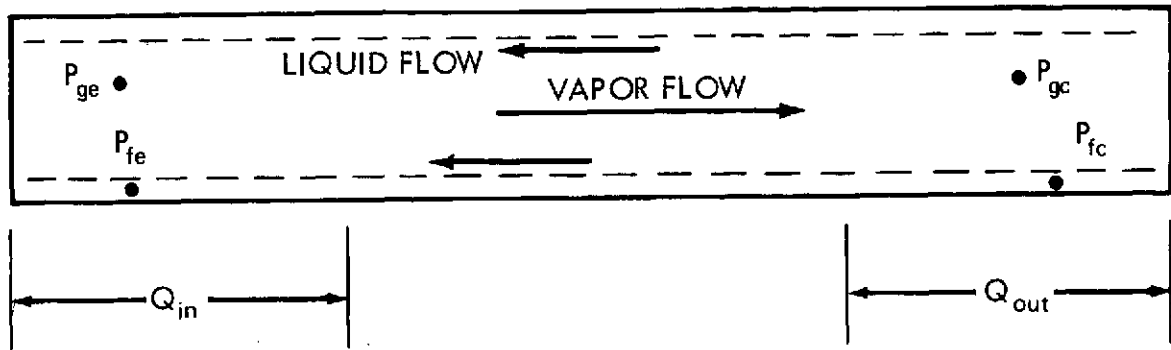 LIQUID FLOW
P_ge
VAPOR FLOW
P_gc
P_fe
P_fc
Q_in
Q_out